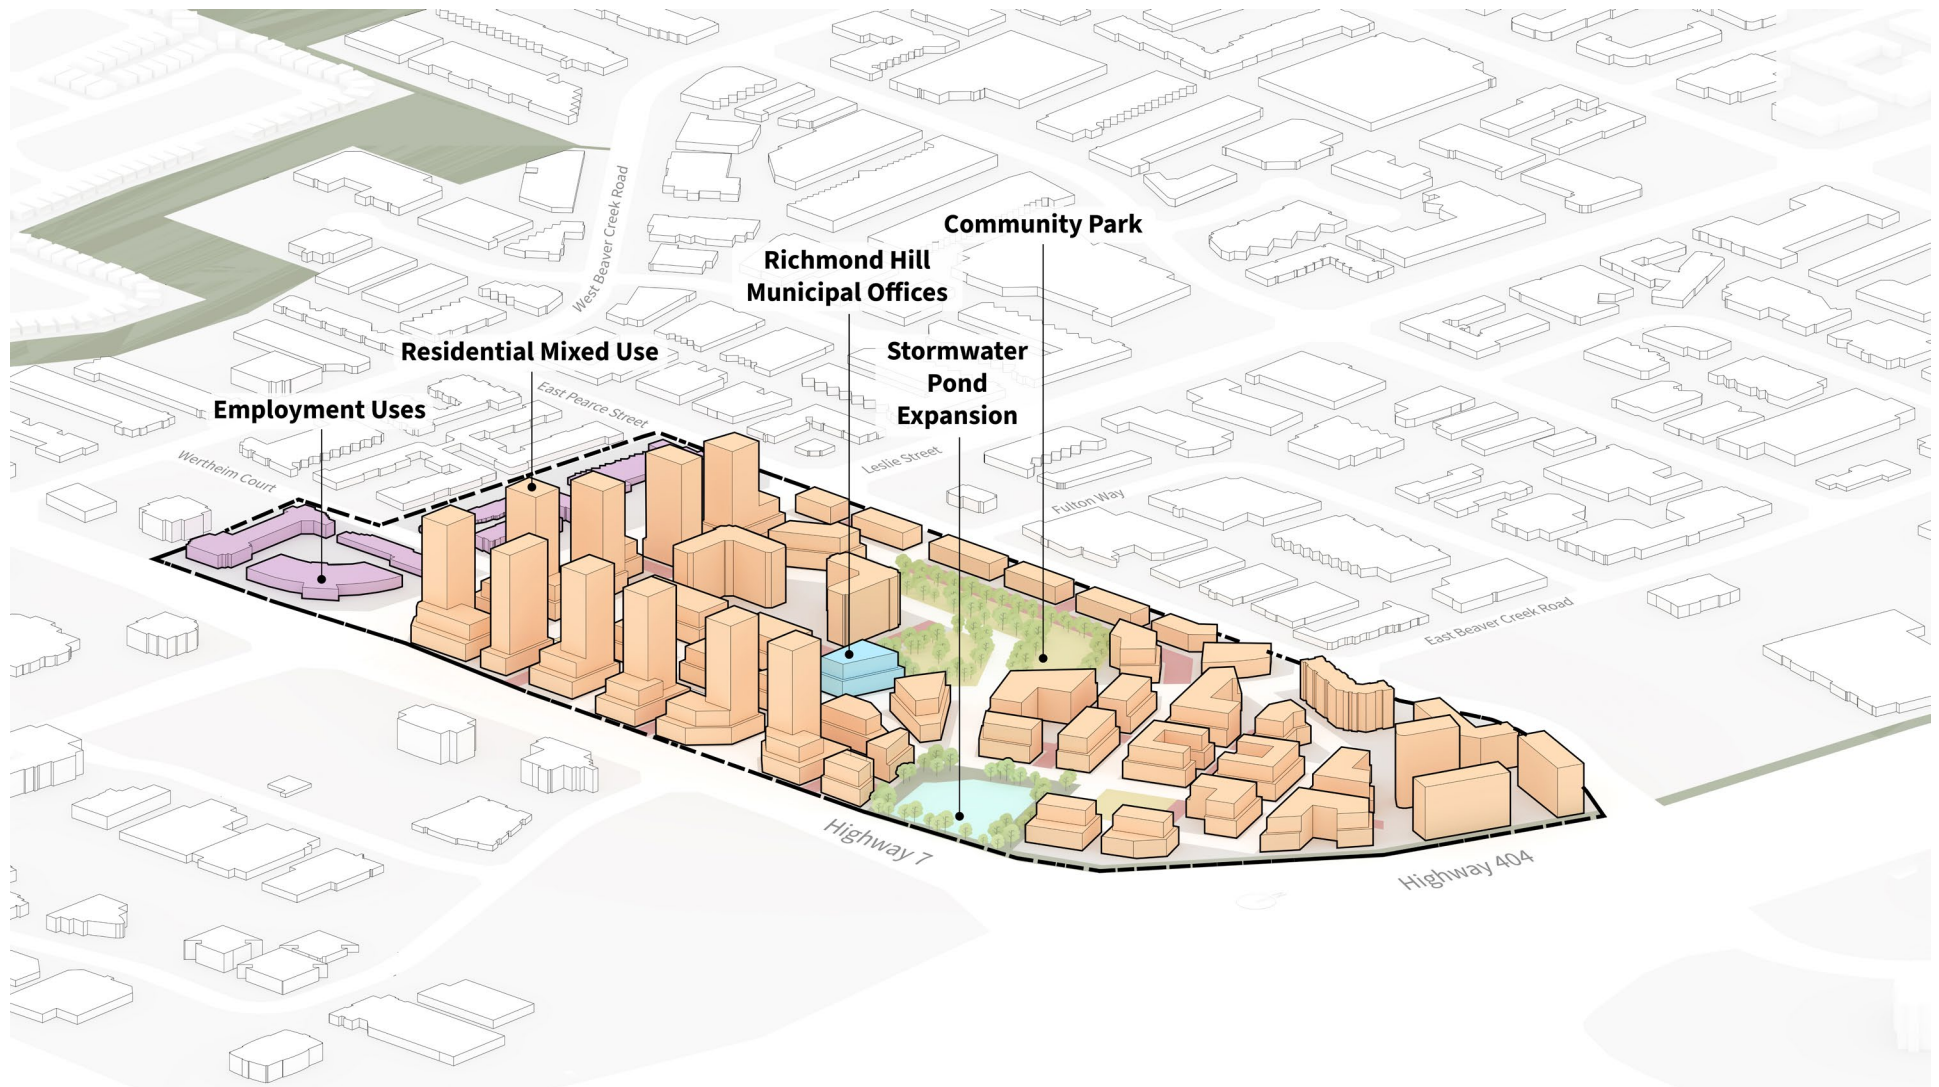 Community Park
Richmond Hill
Municipal Offices
Stormwater
Pond
Expansion
Residential Mixed Use
Employment Uses
West Beaver Creek Road
East Pearce Street
Wertheim Court
Leslie Street
Fulton Way
East Beaver Creek Road
Highway 7
Highway 404